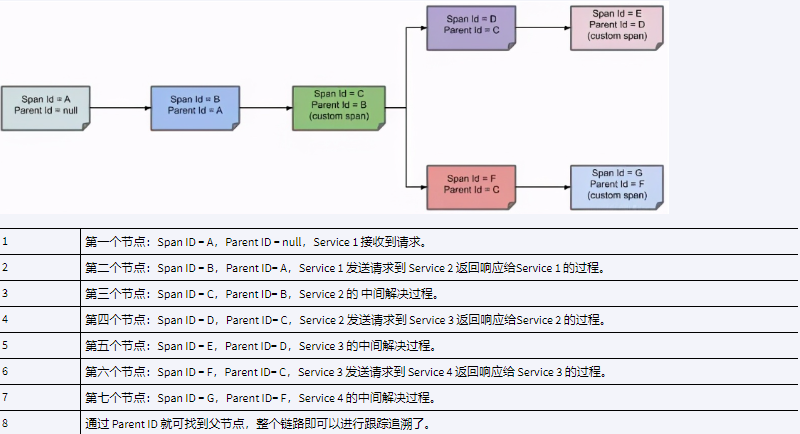 Span Id = D
Parent Id = C
Span Id = E
Parent Id = D
(custom span)
Span Id = A
Parent Id = null
Span Id = B
Parent Id = A
Span Id = C
Parent Id = B
(custom span)
Span Id = F
Parent Id = C
Span Id = G
Parent Id = F
(custom span)
1 第一个节点：Span ID = A，Parent ID = null，Service 1 接收到请求。
2 第二个节点：Span ID = B，Parent ID= A，Service 1 发送请求到 Service 2 返回响应给Service 1 的过程。
3 第三个节点：Span ID = C，Parent ID= B，Service 2 的 中间解决过程。
4 第四个节点：Span ID = D，Parent ID= C，Service 2 发送请求到 Service 3 返回响应给Service 2 的过程。
5 第五个节点：Span ID = E，Parent ID= D，Service 3 的中间解决过程。
6 第六个节点：Span ID = F，Parent ID= C，Service 3 发送请求到 Service 4 返回响应给 Service 3 的过程。
7 第七个节点：Span ID = G，Parent ID= F，Service 4 的中间解决过程。
8 通过 Parent ID 就可找到父节点，整个链路即可以进行跟踪追溯了。